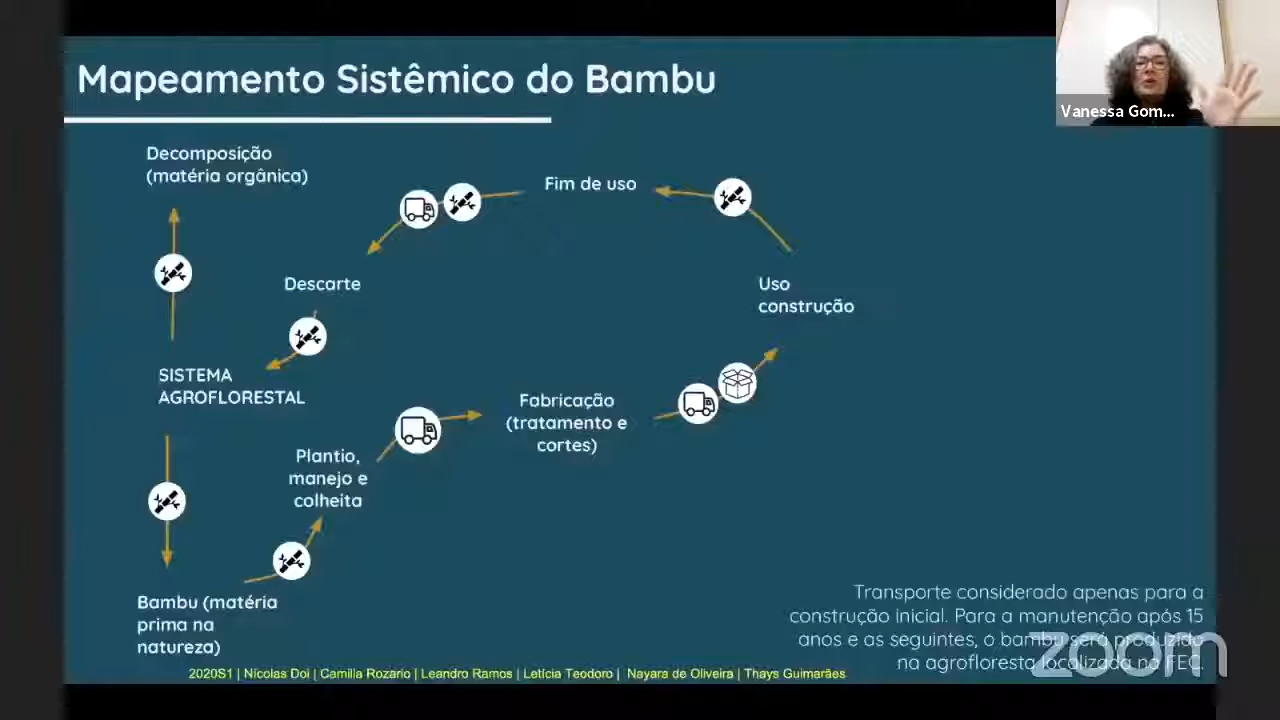 Mapeamento Sistêmico do Bambu
Vanessa Gom...
Decomposição
(matéria orgânica)
Fim de uso
Descarte
Uso
construção
SISTEMA
AGROFLORESTAL
Fabricação
(tratamento e
cortes)
Plantio,
manejo e
colheita
Bambu (matéria
prima na
natureza)
Transporte considerado apenas para a
construção inicial. Para a manutenção após 15
anos e as seguintes, o bambu será produzido
na agrofloresta localizada na FEC.
zoom
2020S1 | Nícolas Doi | Camilla Rozario | Leandro Ramos | Letícia Teodoro | Nayara de Oliveira | Thays Guimarães